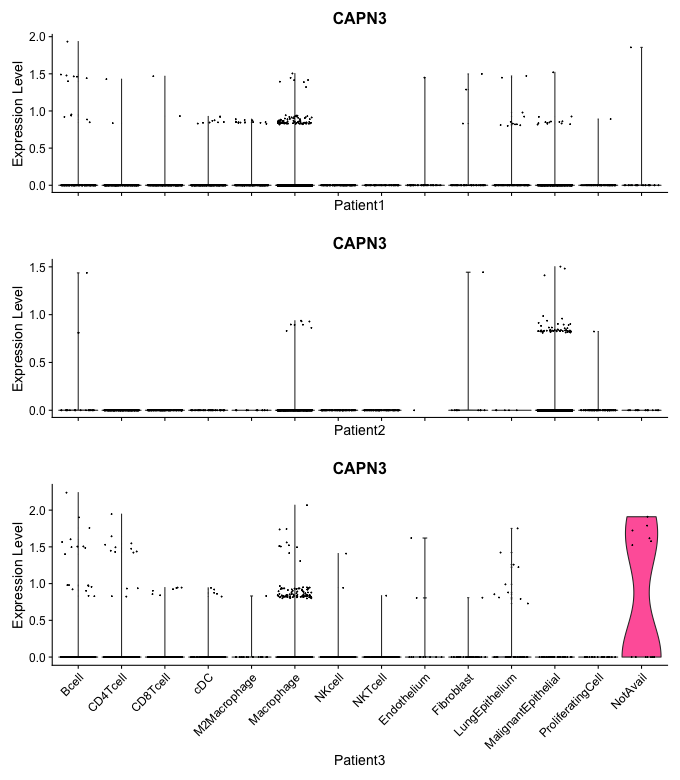 CAPN3
Expression Level
2.0
1.5
1.0
0.5
0.0
Patient1
CAPN3
Expression Level
1.5
1.0
0.5
0.0
Patient2
CAPN3
Expression Level
2.0
1.5
1.0
0.5
0.0
Bcell
CD4Tcell
CD8Tcell
cDC
M2Macrophage
Macrophage
NKcell
NKTcell
Endothelium
Fibroblast
LungEpithelium
MalignantEpithelial
ProliferatingCell
NotAvail
Patient3